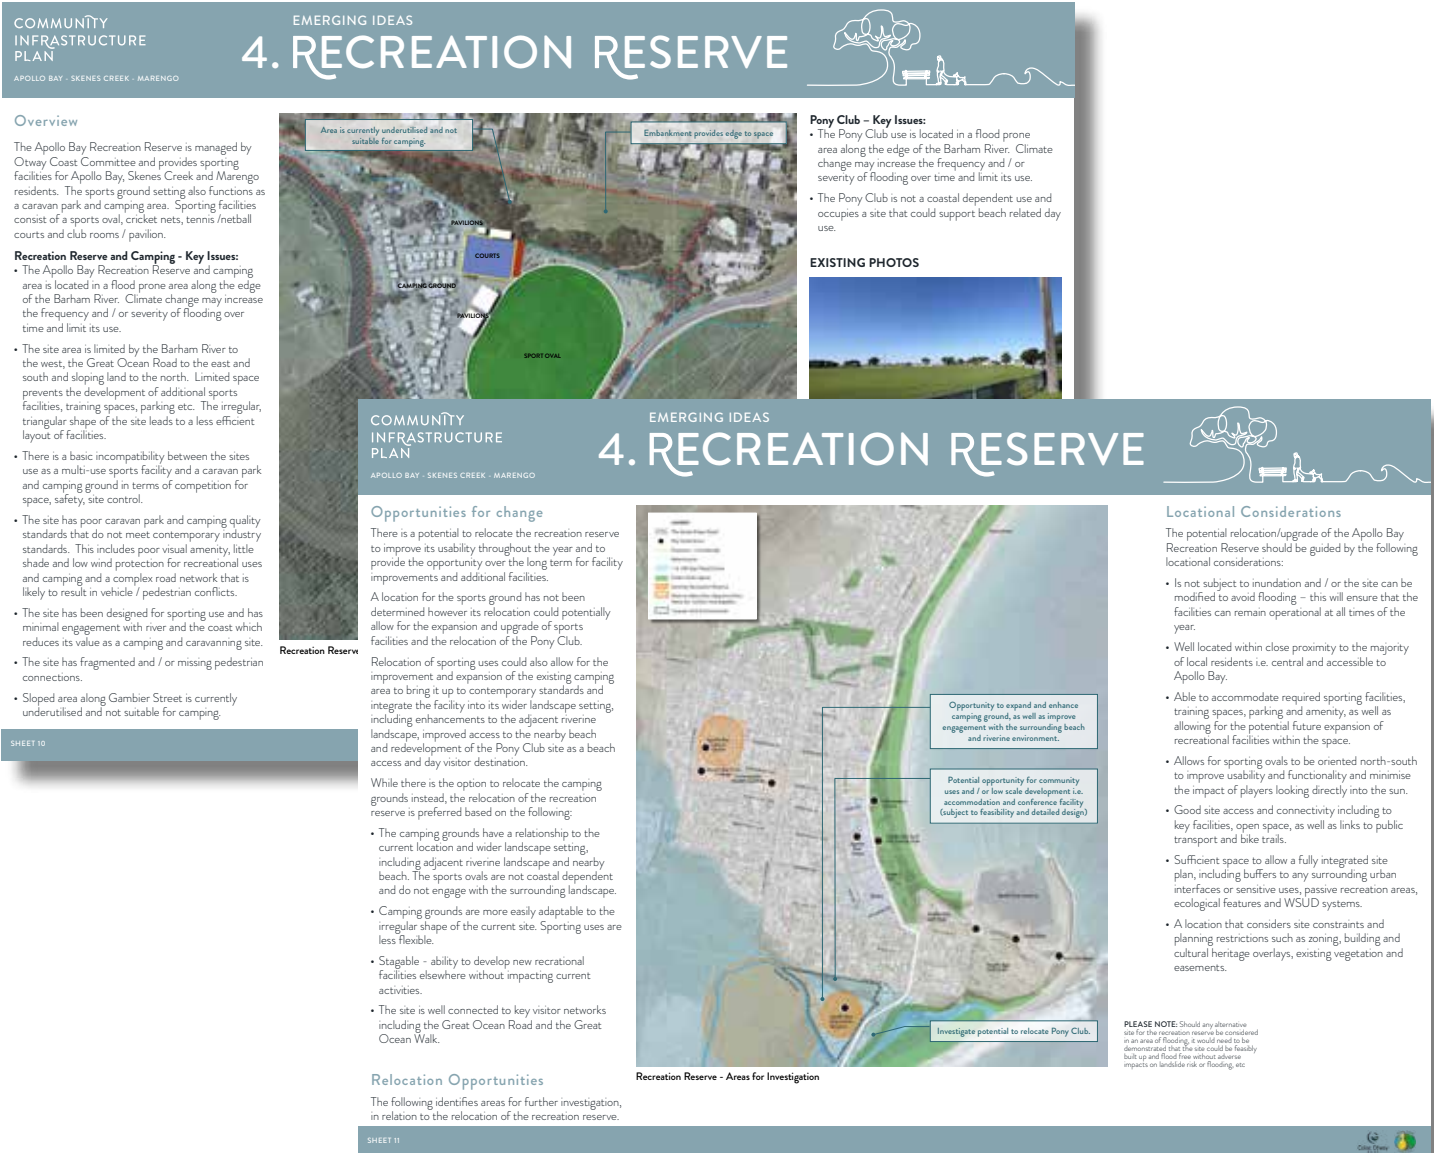 COMMUNITY
INFRASTRUCTURE
PLAN
APOLLO BAY - SKENES CREEK - MARENGO
EMERGING IDEAS
4. RECREATION RESERVE
Overview
The Apollo Bay Recreation Reserve is managed by
Otway Coast Committee and provides sporting
facilities for Apollo Bay, Skenes Creek and Marengo
residents. The sports ground setting also functions as
a caravan park and camping area. Sporting facilities
consist of a sports oval, cricket nets, tennis /netball
courts and club rooms / pavilion.
Recreation Reserve and Camping - Key Issues:
• The Apollo Bay Recreation Reserve and camping
area is located in a flood prone area along the edge
of the Barham River. Climate change may increase
the frequency and / or severity of flooding over
time and limit its use.
• The site area is limited by the Barham River to
the west, the Great Ocean Road to the east and
south and sloping land to the north. Limited space
prevents the development of additional sports
facilities, training spaces, parking etc. The irregular,
triangular shape of the site leads to a less efficient
layout of facilities.
• There is a basic incompatibility between the sites
use as a multi-use sports facility and a caravan park
and camping ground in terms of competition for
space, safety, site control.
• The site has poor caravan park and camping quality
standards that do not meet contemporary industry
standards. This includes poor visual amenity, little
shade and low wind protection for recreational uses
and camping and a complex road network that is
likely to result in vehicle / pedestrian conflicts.
• The site has been designed for sporting use and has
minimal engagement with river and the coast which
reduces its value as a camping and caravanning site.
• The site has fragmented and / or missing pedestrian
connections.
• Sloped area along Gambier Street is currently
underutilised and not suitable for camping.
SHEET 10
Area is currently underutilised and not
suitable for camping.
Embankment provides edge to space
PAVILIONS
COURTS
CAMPING GROUND
PAVILIONS
SPORT OVAL
Recreation Reserve
Pony Club – Key Issues:
• The Pony Club use is located in a flood prone
area along the edge of the Barham River. Climate
change may increase the frequency and / or
severity of flooding over time and limit its use.
• The Pony Club is not a coastal dependent use and
occupies a site that could support beach related day
use.
EXISTING PHOTOS
COMMUNITY
INFRASTRUCTURE
PLAN
APOLLO BAY - SKENES CREEK - MARENGO
EMERGING IDEAS
4. RECREATION RESERVE
Opportunities for change
There is a potential to relocate the recreation reserve
to improve its usability throughout the year and to
provide the opportunity over the long term for facility
improvements and additional facilities.
A location for the sports ground has not been
determined however its relocation could potentially
allow for the expansion and upgrade of sports
facilities and the relocation of the Pony Club.
Relocation of sporting uses could also allow for the
improvement and expansion of the existing camping
area to bring it up to contemporary standards and
integrate the facility into its wider landscape setting,
including enhancements to the adjacent riverine
landscape, improved access to the nearby beach
and redevelopment of the Pony Club site as a beach
access and day visitor destination.
While there is the option to relocate the camping
grounds instead, the relocation of the recreation
reserve is preferred based on the following:
• The camping grounds have a relationship to the
current location and wider landscape setting,
including adjacent riverine landscape and nearby
beach. The sports ovals are not coastal dependent
and do not engage with the surrounding landscape.
• Camping grounds are more easily adaptable to the
irregular shape of the current site. Sporting uses are
less flexible.
• Stagable - ability to develop new recrational
facilities elsewhere without impacting current
activities.
• The site is well connected to key visitor networks
including the Great Ocean Road and the Great
Ocean Walk.
Relocation Opportunities
The following identifies areas for further investigation,
in relation to the relocation of the recreation reserve.
SHEET 11
Opportunity to expand and enhance
camping ground, as well as improve
engagement with the surrounding beach
and riverine environment.
Potential opportunity for community
uses and / or low scale development i.e.
accommodation and conference facility
(subject to feasibility and detailed design)
Investigate potential to relocate Pony Club.
Recreation Reserve - Areas for Investigation
Locational Considerations
The potential relocation/upgrade of the Apollo Bay
Recreation Reserve should be guided by the following
locational considerations:
• Is not subject to inundation and / or the site can be
modified to avoid flooding – this will ensure that the
facilities can remain operational at all times of the
year.
• Well located within close proximity to the majority
of local residents i.e. central and accessible to
Apollo Bay.
• Able to accommodate required sporting facilities,
training spaces, parking and amenity, as well as
allowing for the potential future expansion of
recreational facilities within the space.
• Allows for sporting ovals to be oriented north-south
to improve usability and functionality and minimise
the impact of players looking directly into the sun.
• Good site access and connectivity including to
key facilities, open space, as well as links to public
transport and bike trails.
• Sufficient space to allow a fully integrated site
plan, including buffers to any surrounding urban
interfaces or sensitive uses, passive recreation areas,
ecological features and WSUD systems.
• A location that considers site constraints and
planning restrictions such as zoning, building and
cultural heritage overlays, existing vegetation and
easements.
PLEASE NOTE: Should any alternative
site for the recreation reserve be considered
in an area of flooding, it would need to be
demonstrated that the site could be feasibly
built up and flood free without adverse
impacts on landslide risk or flooding, etc